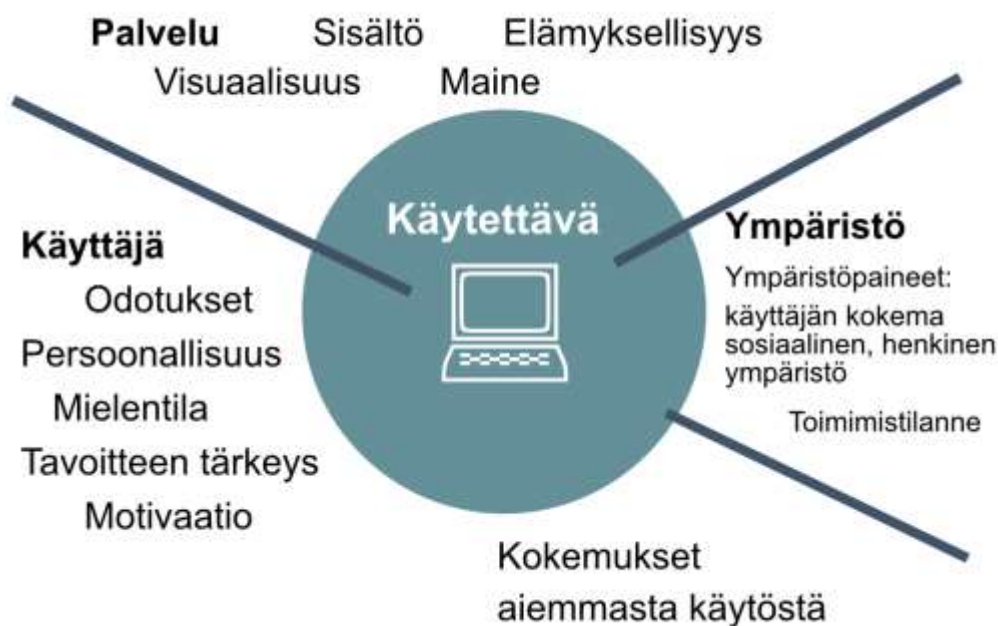 Palvelu Sisältö Elämyksellisyys
Visuaalisuus Maine
Käytettävä
Käyttäjä
Odotukset
Persoonallisuus
Mielentila
Tavoitteen tärkeys
Motivaatio
Ympäristö
Ympäristöpaineet:
käyttäjän kokema
sosiaalinen, henkinen
ympäristö
Toimimistilanne
Kokemukset
aiemmasta käytöstä